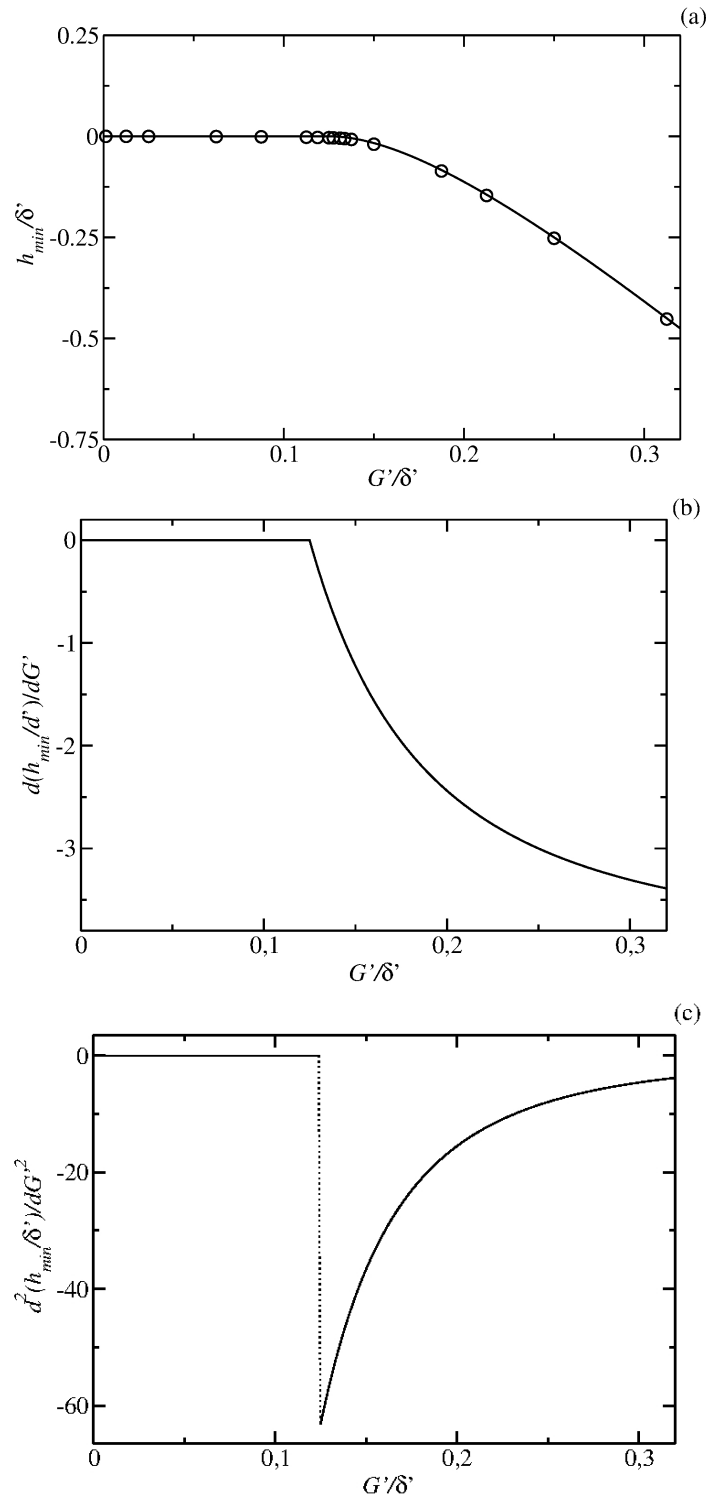 (a)
0.25
0
-0.25
-0.5
-0.75
h_min/δ'
0 0.1 0.2 0.3
G'/δ'
(b)
0
-1
-2
-3
d(h_min/d')/dG'
0 0,1 0,2 0,3
G'/δ'
(c)
0
-20
-40
-60
d²(h_min/δ')/dG'²
0 0,1 0,2 0,3
G'/δ'